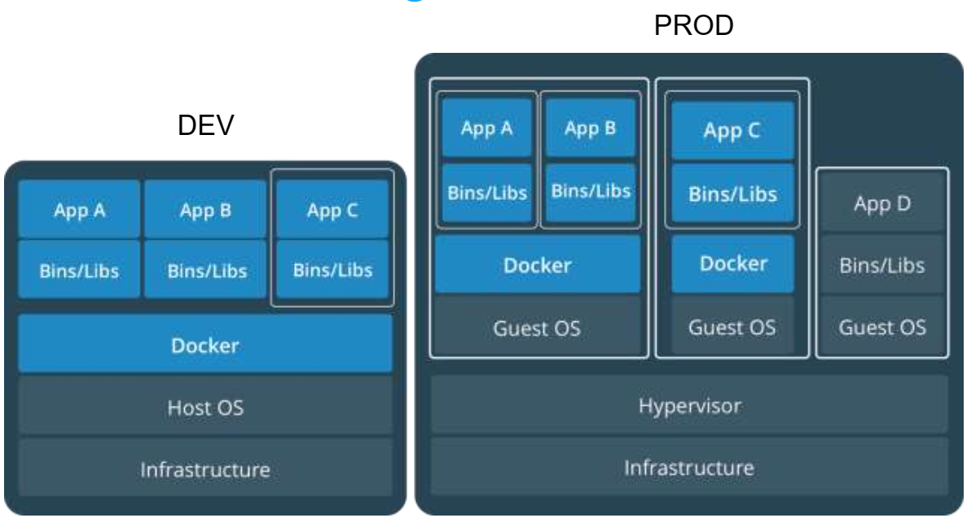 DEV
App A App B App C
Bins/Libs Bins/Libs Bins/Libs
Docker
Host OS
Infrastructure
PROD
App A App B App C
Bins/Libs Bins/Libs Bins/Libs App D
Docker Docker Bins/Libs
Guest OS Guest OS Guest OS
Hypervisor
Infrastructure